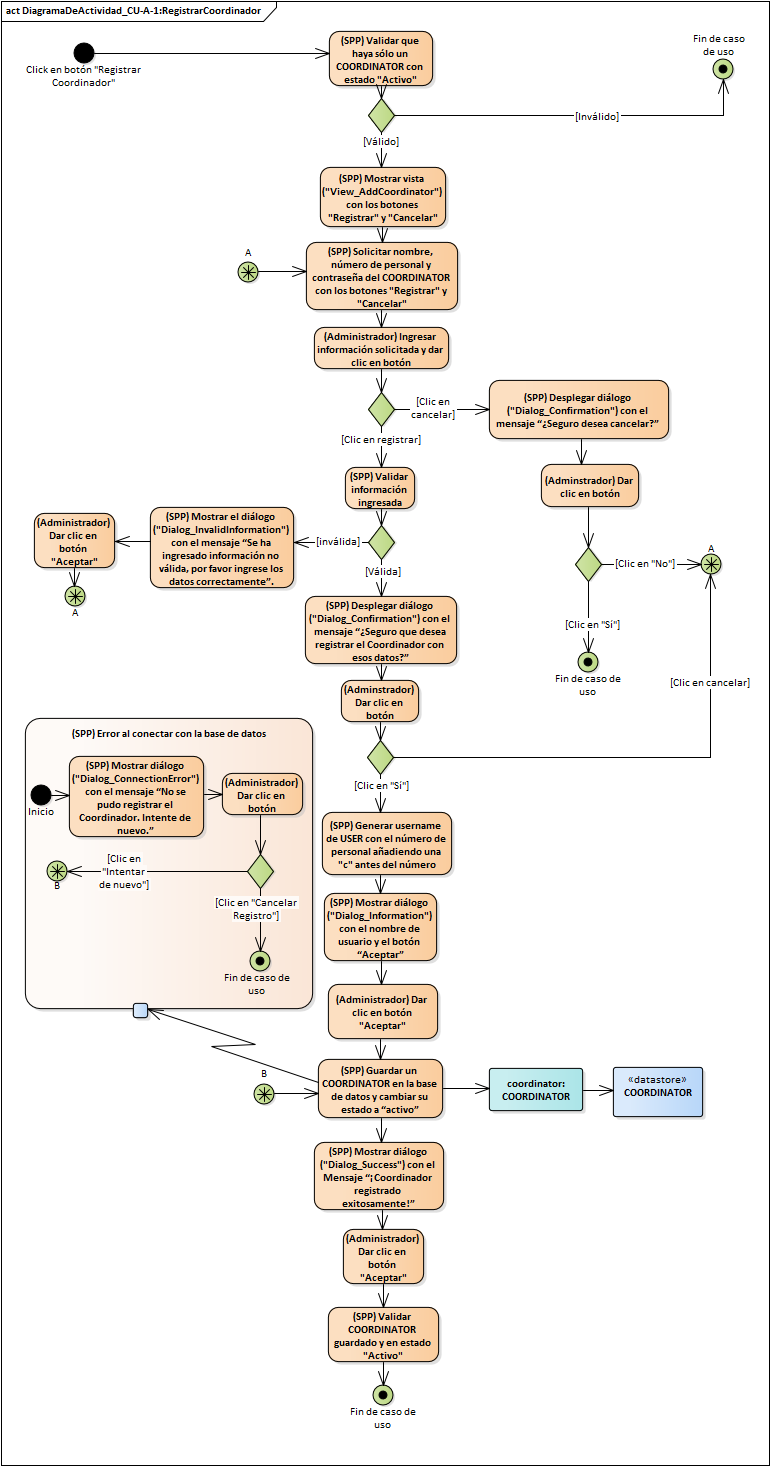 act DiagramaDeActividad_CU-A-1:RegistrarCoordinador
Click en botón "Registrar
Coordinador"
(SPP) Validar que
haya sólo un
COORDINATOR con
estado "Activo"
Fin de caso
de uso
[Inválido]
[Válido]
(SPP) Mostrar vista
("View_AddCoordinator")
con los botones
"Registrar" y "Cancelar"
A
(SPP) Solicitar nombre,
número de personal y
contraseña del COORDINATOR
con los botones "Registrar" y
"Cancelar"
(Administrador) Ingresar
información solicitada y dar
clic en botón
[Clic en
cancelar]
(SPP) Desplegar diálogo
("Dialog_Confirmation") con el
mensaje “¿Seguro desea cancelar?”
[Clic en registrar]
(SPP) Validar
información
ingresada
(Adminstrador) Dar
clic en botón
(Administrador)
Dar clic en
botón
"Aceptar"
(SPP) Mostrar el diálogo
("Dialog_InvalidInformation")
con el mensaje “Se ha
ingresado información no
válida, por favor ingrese los
datos correctamente”.
[inválida]
A
[Clic en "No"]
A
[Válida]
(SPP) Desplegar diálogo
("Dialog_Confirmation") con el
mensaje “¿Seguro que desea
registrar el Coordinador con
esos datos?”
[Clic en "Sí"]
Fin de caso de
uso
[Clic en cancelar]
(Adminstrador)
Dar clic en
botón
[Clic en "Sí"]
(SPP) Error al conectar con la base de datos
Inicio
(SPP) Mostrar diálogo
("Dialog_ConnectionError")
con el mensaje “No se
pudo registrar el
Coordinador. Intente de
nuevo.”
(Administrador)
Dar clic en
botón
[Clic en
"Intentar
de nuevo"]
B
[Clic en "Cancelar
Registro"]
Fin de caso de
uso
(SPP) Generar username
de USER con el número de
personal añadiendo una
"c" antes del número
(SPP) Mostrar diálogo
("Dialog_Information")
con el nombre de
usuario y el botón
“Aceptar”
(Administrador) Dar
clic en botón
"Aceptar"
B
(SPP) Guardar un
COORDINATOR en la base
de datos y cambiar su
estado a “activo”
coordinator:
COORDINATOR
«datastore»
COORDINATOR
(SPP) Mostrar diálogo
("Dialog_Success") con el
Mensaje “¡Coordinador
registrado
exitosamente!”
(Administrador)
Dar clic en
botón
"Aceptar"
(SPP) Validar
COORDINATOR
guardado y en estado
"Activo"
Fin de caso de
uso